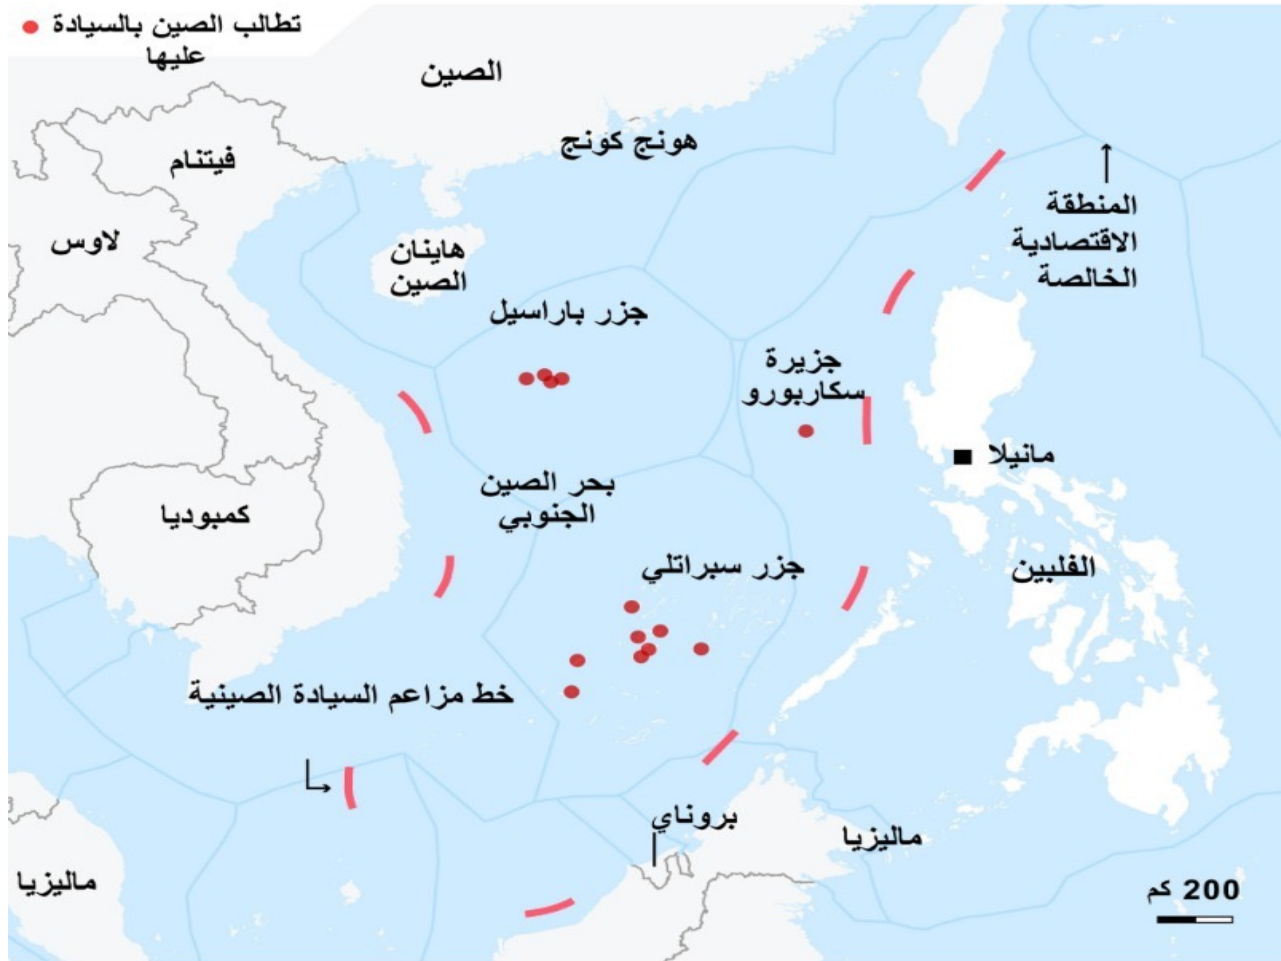 تطالب الصين بالسيادة
عليها
الصين
هونج كونج
فيتنام
المنطقة
الاقتصادية
الخالصة
لاوس
هاينان
الصين
جزر باراسيل
جزيرة
سكاربورو
مانيلا
بحر الصين
الجنوبي
كمبوديا
جزر سبراتلي
الفلبين
خط مزاعم السيادة الصينية
بروناي
ماليزيا
ماليزيا
200 كم